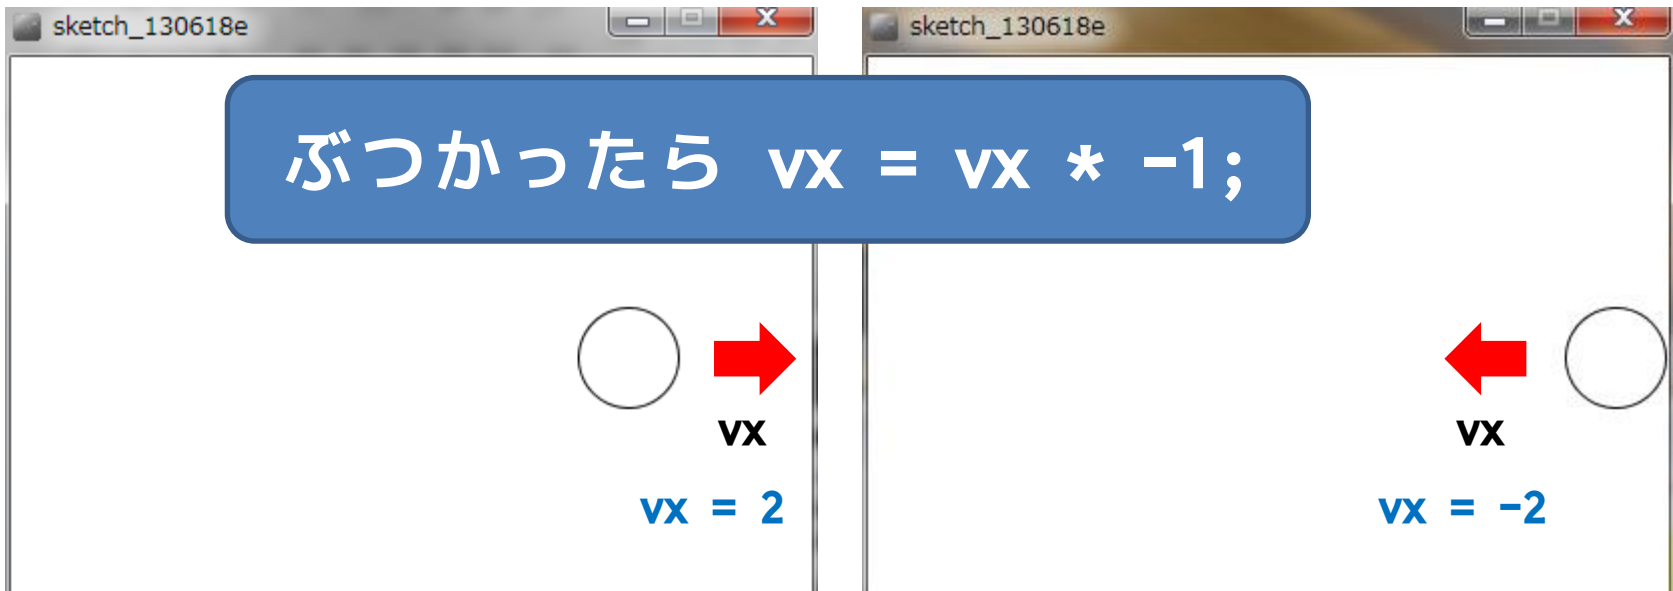 sketch_130618e
sketch_130618e
ぶつかったら vx = vx * -1;
vx
vx = 2
vx
vx = -2